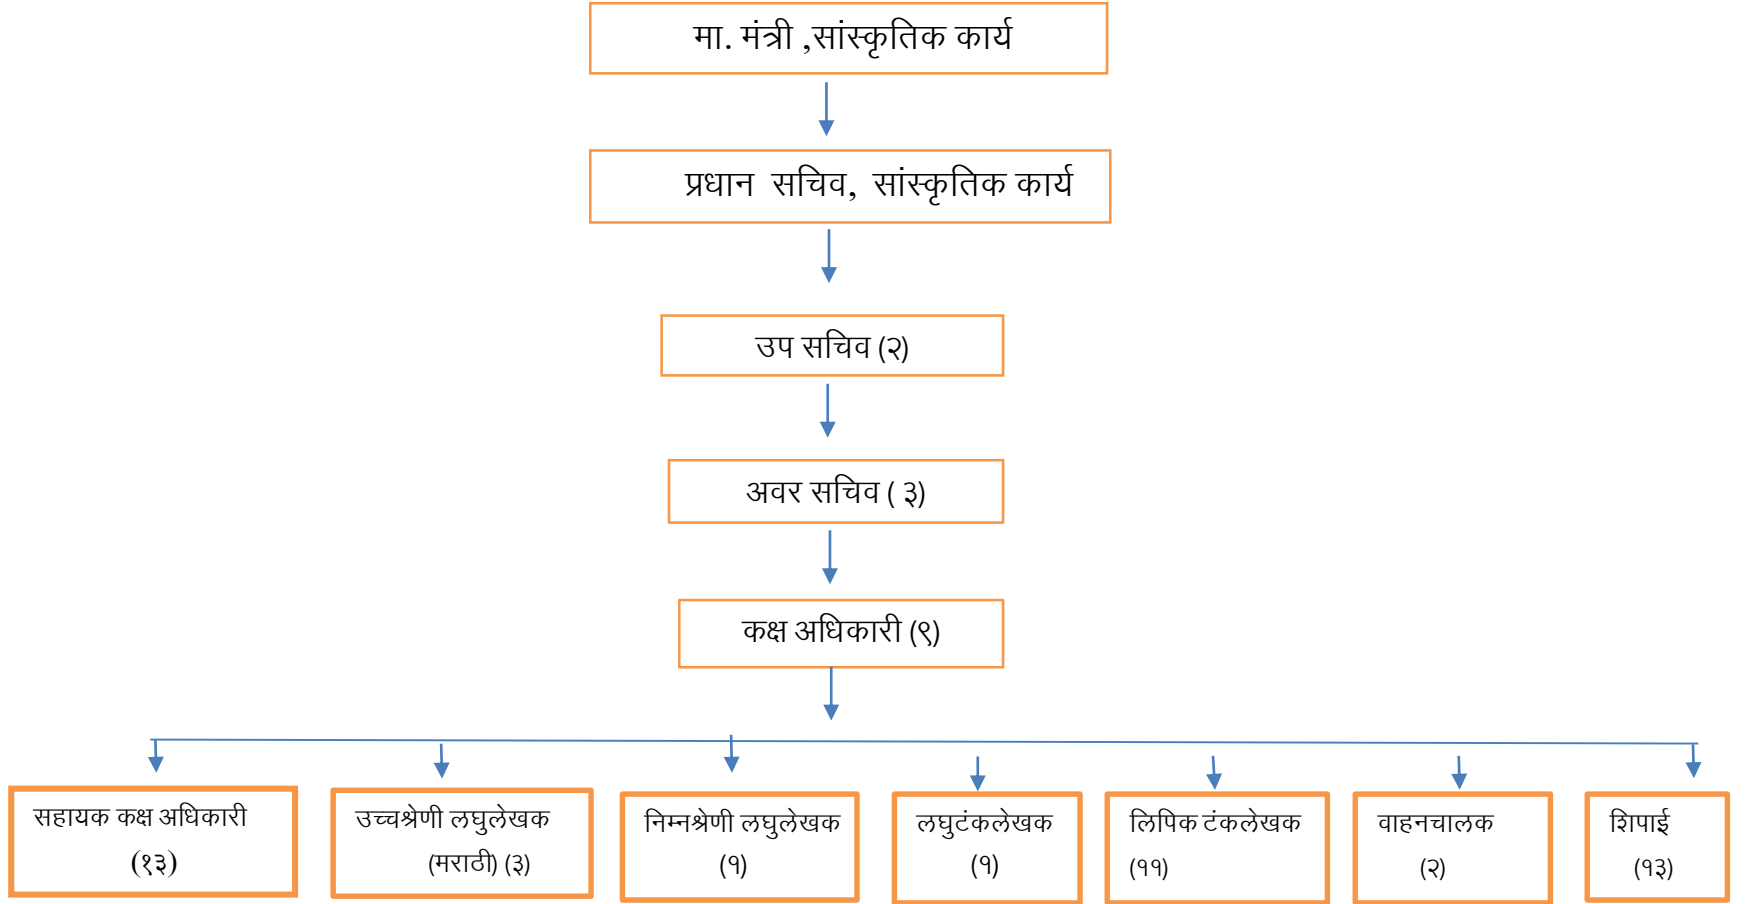 मा. मंत्री ,सांस्कृतिक कार्य
प्रधान सचिव, सांस्कृतिक कार्य
उप सचिव (२)
अवर सचिव ( ३)
कक्ष अधिकारी (९)
सहायक कक्ष अधिकारी
(१३)
उच्चश्रेणी लघुलेखक
(मराठी) (३)
निम्नश्रेणी लघुलेखक
(१)
लघुटंकलेखक
(१)
लिपिक टंकलेखक
(११)
वाहनचालक
(२)
शिपाई
(१३)